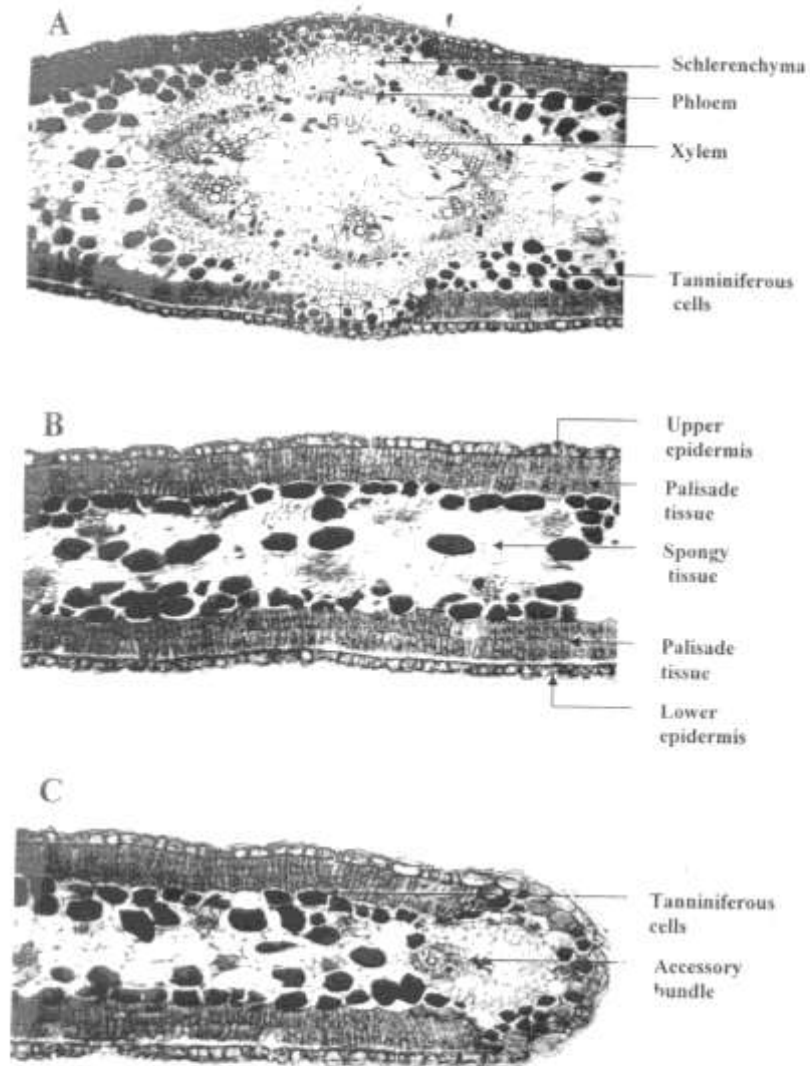 A
Schlerenchyma
Phloem
Xylem
Tanniniferous
cells
B
Upper
epidermis
Palisade
tissue
Spongy
tissue
Palisade
tissue
Lower
epidermis
C
Tanniniferous
cells
Accessory
bundle